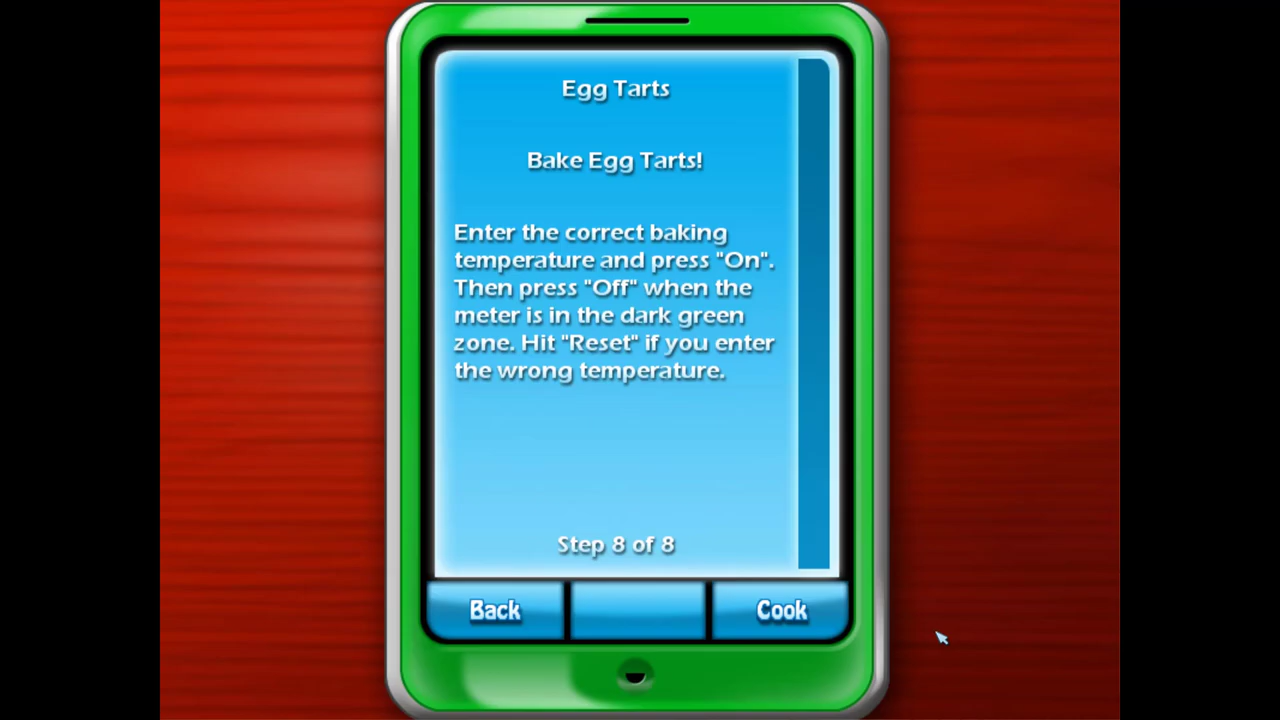 Egg Tarts
Bake Egg Tarts!
Enter the correct baking
temperature and press "On".
Then press "Off" when the
meter is in the dark green
zone. Hit "Reset" if you enter
the wrong temperature.
Step 8 of 8
Back
Cook